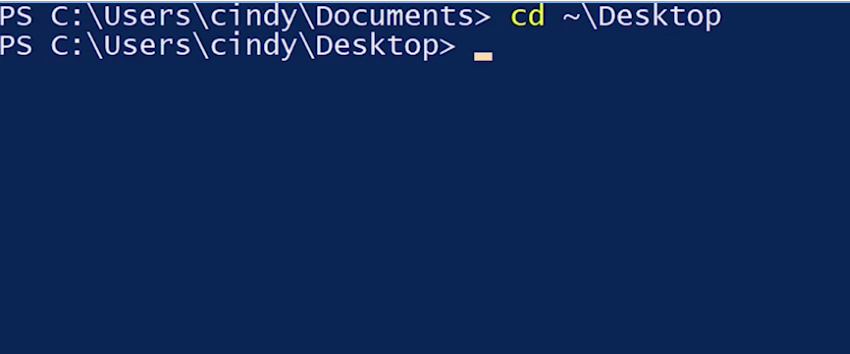 PS C:\Users\cindy\Documents> cd ~\Desktop
PS C:\Users\cindy\Desktop>